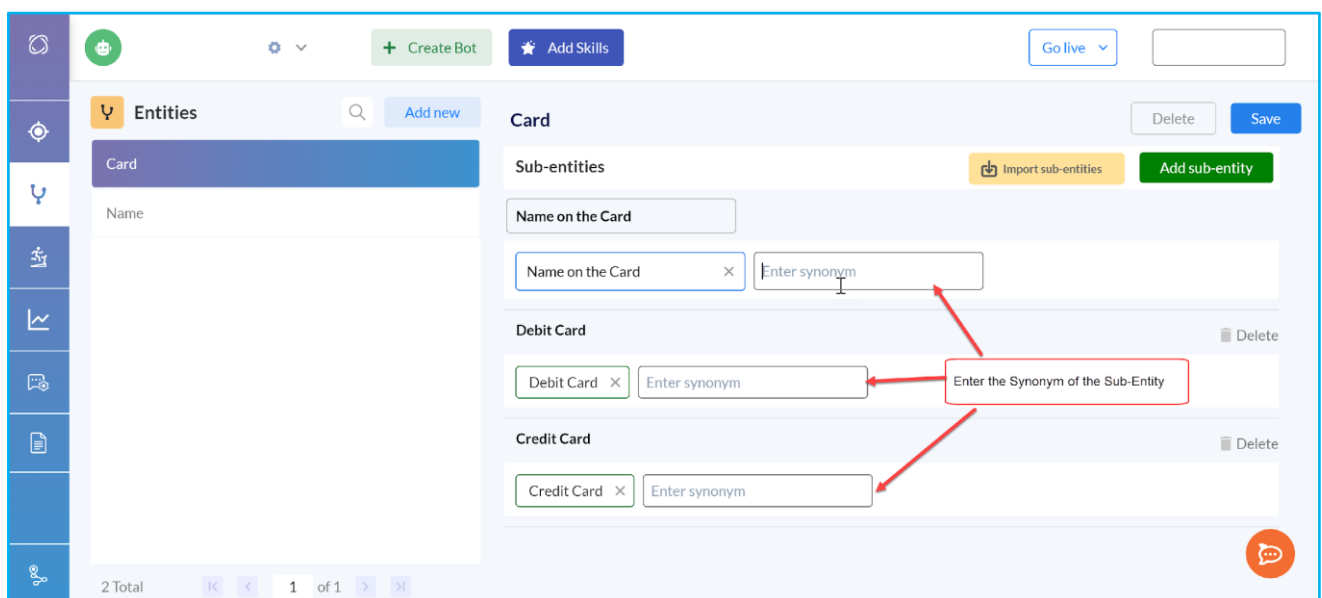 Create Bot
Add Skills
Go live
Entities
Add new
Card
Name
2 Total
1 of 1
Card
Delete
Save
Sub-entities
Import sub-entities
Add sub-entity
Name on the Card
Name on the Card
Enter synonym
Debit Card
Delete
Debit Card
Enter synonym
Enter the Synonym of the Sub-Entity
Credit Card
Delete
Credit Card
Enter synonym